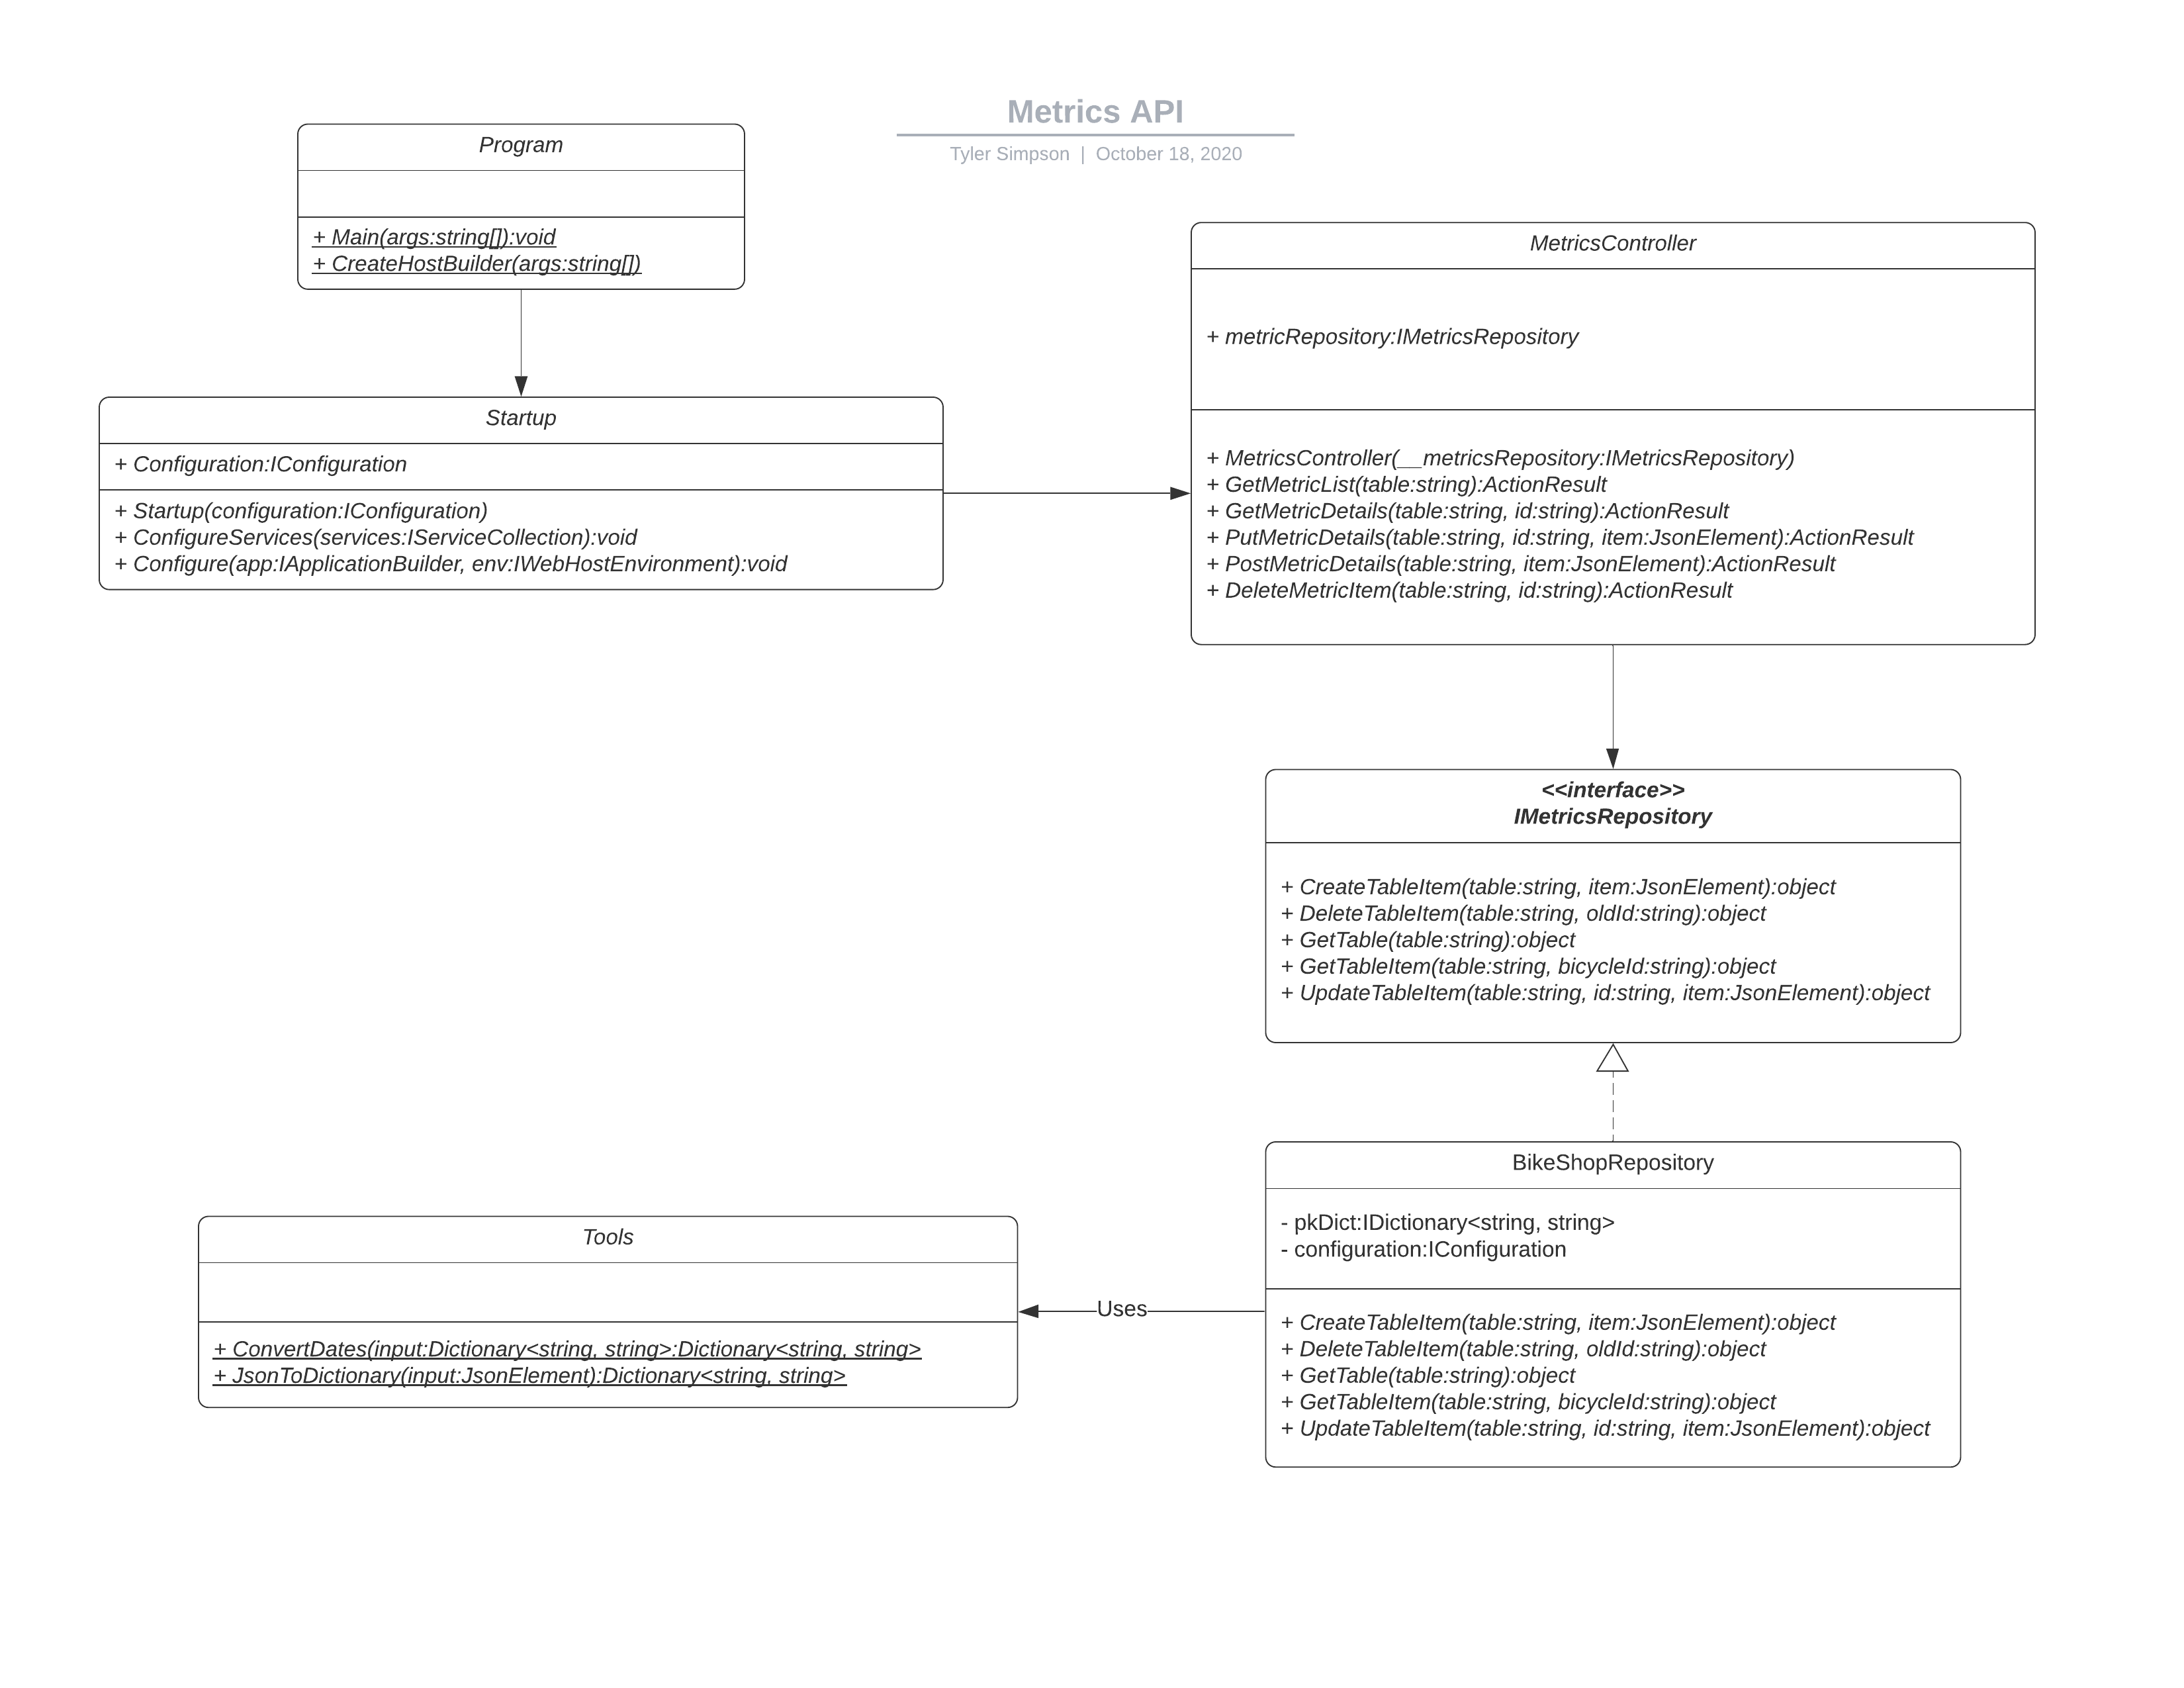 Metrics API
Tyler Simpson | October 18, 2020
Program
+ Main(args:string[]):void
+ CreateHostBuilder(args:string[])
Startup
+ Configuration:IConfiguration
+ Startup(configuration:IConfiguration)
+ ConfigureServices(services:IServiceCollection):void
+ Configure(app:IApplicationBuilder, env:IWebHostEnvironment):void
MetricsController
+ metricRepository:IMetricsRepository
+ MetricsController(__metricsRepository:IMetricsRepository)
+ GetMetricList(table:string):ActionResult
+ GetMetricDetails(table:string, id:string):ActionResult
+ PutMetricDetails(table:string, id:string, item:JsonElement):ActionResult
+ PostMetricDetails(table:string, item:JsonElement):ActionResult
+ DeleteMetricItem(table:string, id:string):ActionResult
<<interface>>
IMetricsRepository
+ CreateTableItem(table:string, item:JsonElement):object
+ DeleteTableItem(table:string, oldId:string):object
+ GetTable(table:string):object
+ GetTableItem(table:string, bicycleId:string):object
+ UpdateTableItem(table:string, id:string, item:JsonElement):object
BikeShopRepository
- pkDict:IDictionary<string, string>
- configuration:IConfiguration
+ CreateTableItem(table:string, item:JsonElement):object
+ DeleteTableItem(table:string, oldId:string):object
+ GetTable(table:string):object
+ GetTableItem(table:string, bicycleId:string):object
+ UpdateTableItem(table:string, id:string, item:JsonElement):object
Uses
Tools
+ ConvertDates(input:Dictionary<string, string>:Dictionary<string, string>
+ JsonToDictionary(input:JsonElement):Dictionary<string, string>